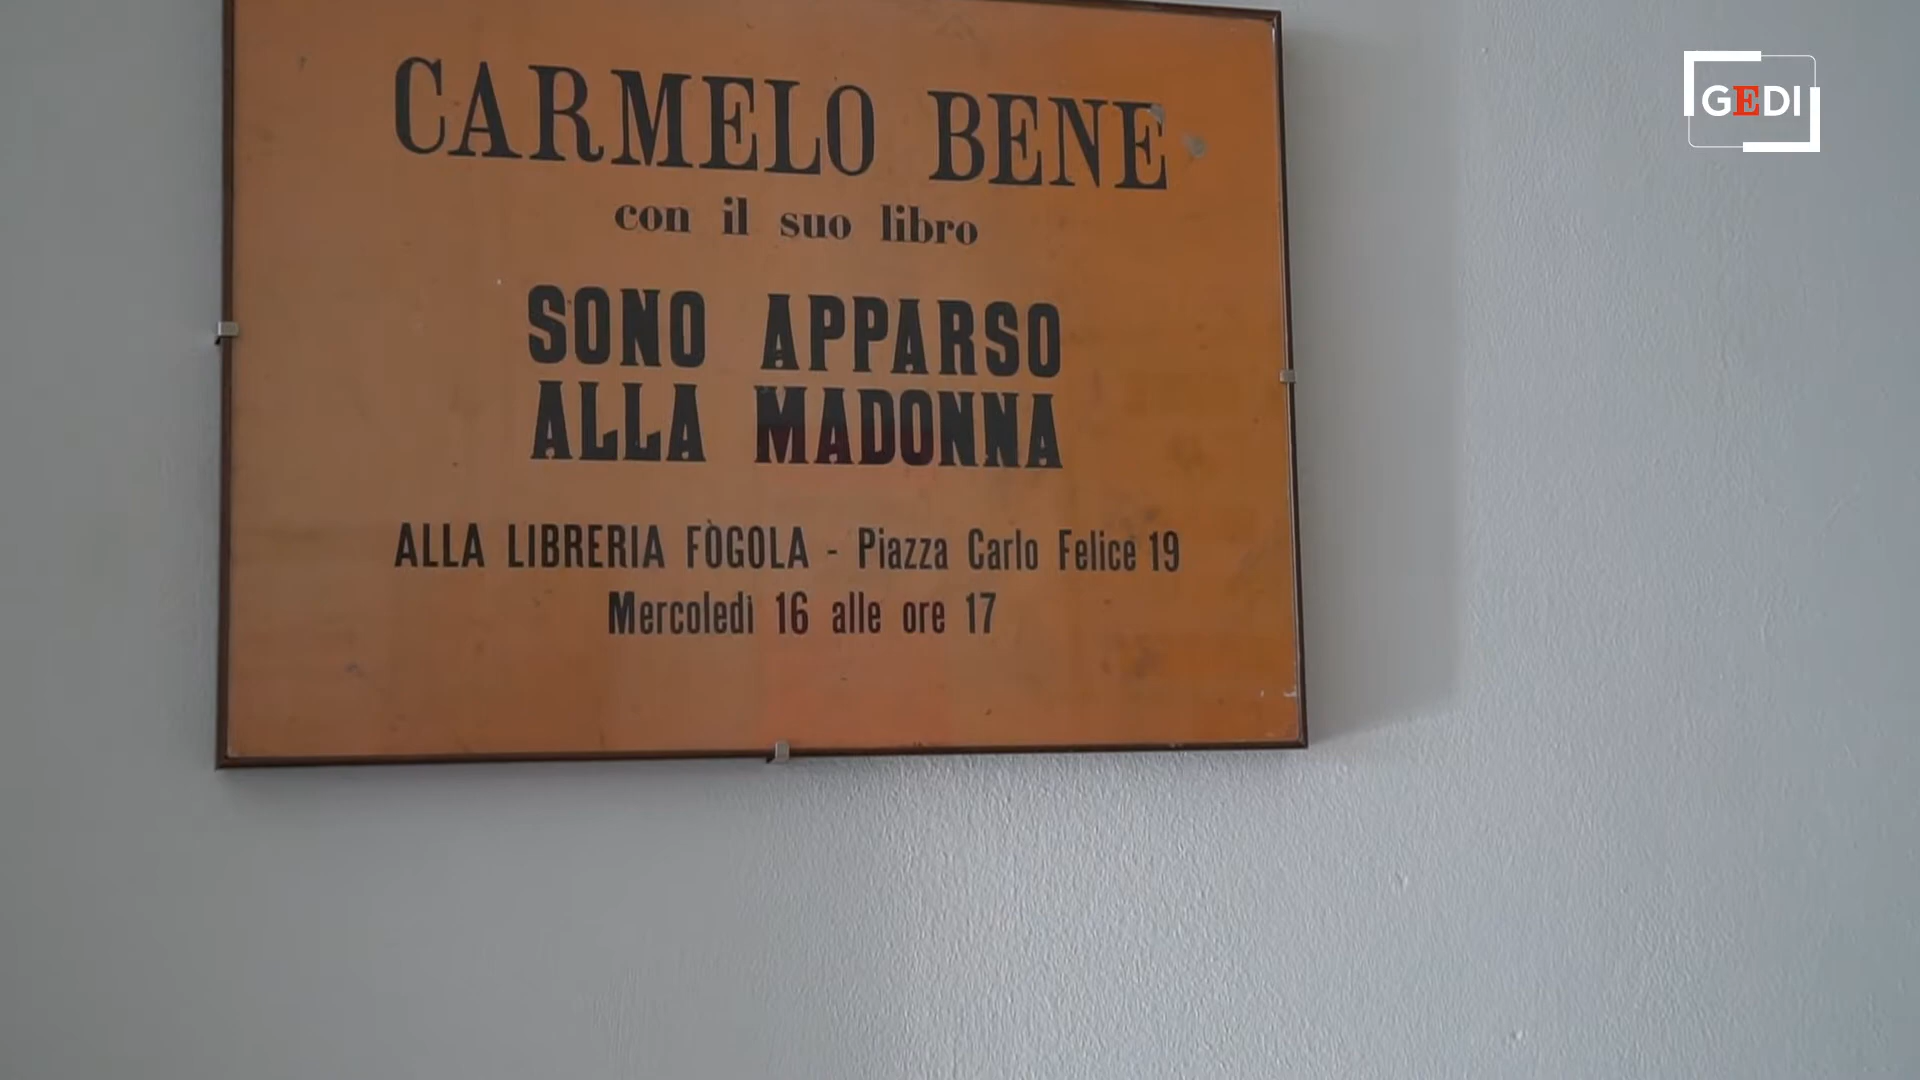 CARMELO BENE
con il suo libro
SONO APPARSO
ALLA MADONNA
ALLA LIBRERIA FÒGOLA - Piazza Carlo Felice 19
Mercoledì 16 alle ore 17
GEDI